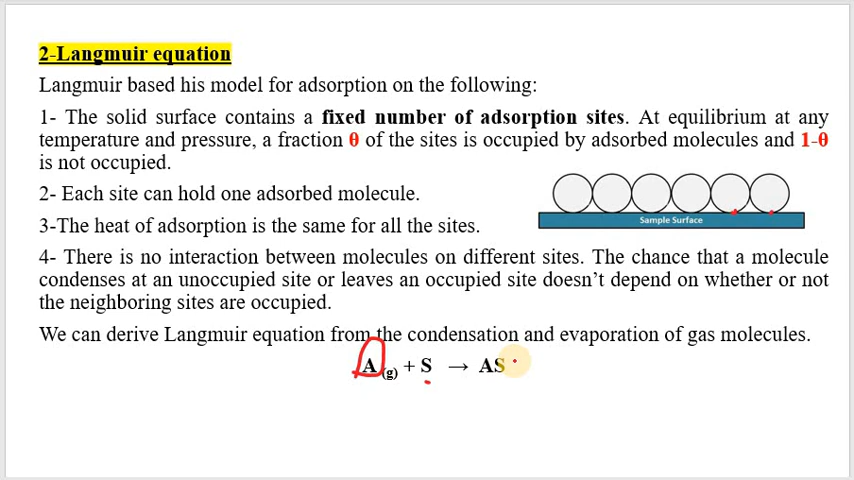 2-Langmuir equation
Langmuir based his model for adsorption on the following:
1- The solid surface contains a fixed number of adsorption sites. At equilibrium at any
temperature and pressure, a fraction θ of the sites is occupied by adsorbed molecules and 1-θ
is not occupied.
2- Each site can hold one adsorbed molecule.
Sample Surface
3-The heat of adsorption is the same for all the sites.
4- There is no interaction between molecules on different sites. The chance that a molecule
condenses at an unoccupied site or leaves an occupied site doesn’t depend on whether or not
the neighboring sites are occupied.
We can derive Langmuir equation from the condensation and evaporation of gas molecules.
A(g) + S → AS